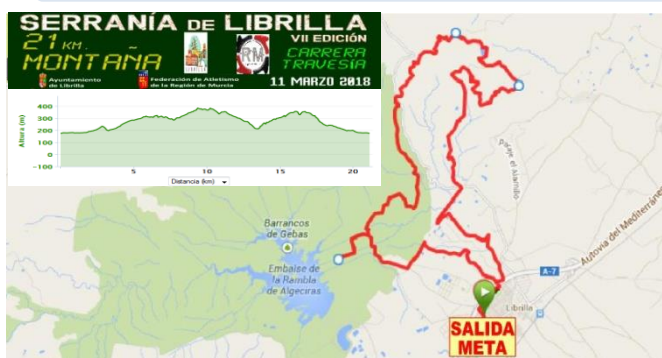 SERRANÍA DE LIBRILLA
21 KM.
MONTAÑA
VII EDICIÓN
CARRERA
TRAVESÍA
Ayuntamiento
de Librilla
Federación de Atletismo
de la Región de Murcia
11 MARZO 2018
Altura (m)
400
300
200
100
0
-100
5
10
15
20
Distancia (km)
Barrancos
de Gebas
Embalse de
la Rambla
de Algeciras
Autovía del Mediterráneo
A-7
Librilla
SALIDA
META